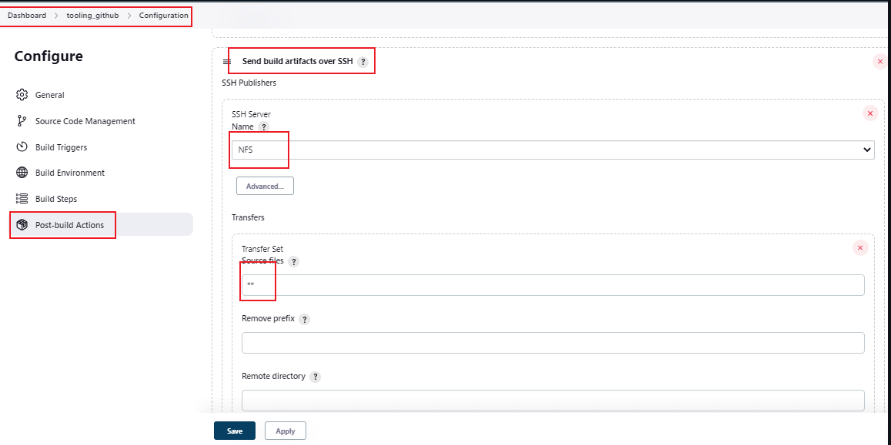 Dashboard > tooling_github > Configuration
Configure
General
Source Code Management
Build Triggers
Build Environment
Build Steps
Post-build Actions
Send build artifacts over SSH ?
SSH Publishers
SSH Server
Name ?
NFS
Advanced...
Transfers
Transfer Set
Source files ?
**
Remove prefix ?
Remote directory ?
Save
Apply